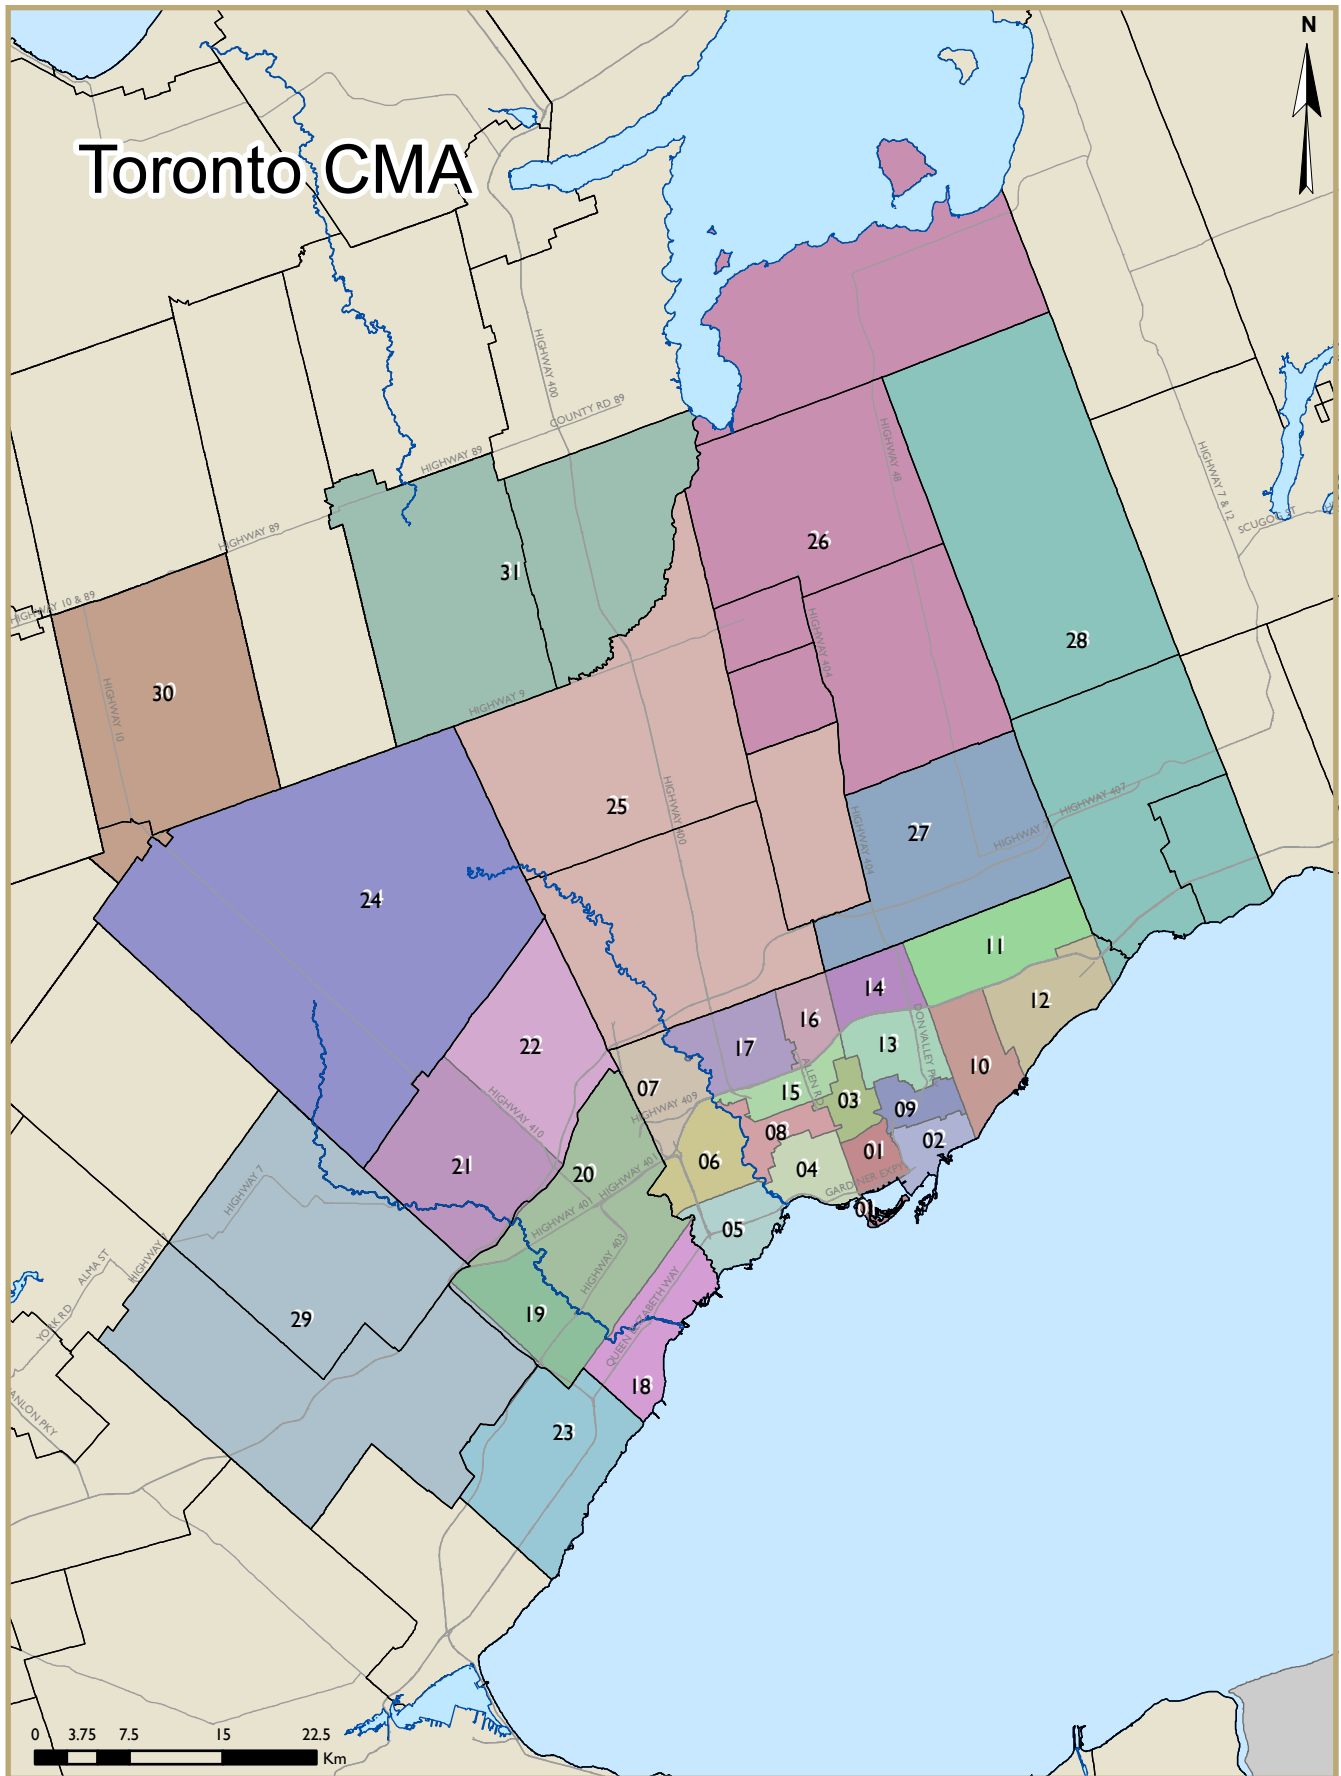 N
Toronto CMA
HIGHWAY 400
COUNTY RD 89
HIGHWAY 89
HIGHWAY 48
HIGHWAY 7 & 12
SCUGOG ST
HIGHWAY 89
26
31
HIGHWAY 10 & 89
HIGHWAY 404
28
30
HIGHWAY 10
HIGHWAY 9
25
HIGHWAY 400
HIGHWAY 404
27
HIGHWAY 407
HIGHWAY 7
24
11
14
12
16
22
17
13
DON VALLEY PK
10
07
ALLEN RD
15
03
HIGHWAY 410
HIGHWAY 409
09
08
02
01
21
20
06
04
HIGHWAY 401
HIGHWAY 7
GARDINER EXPY
01
HIGHWAY 401
05
ALMA ST
HIGHWAY 7
HIGHWAY 403
29
19
YORK RD
QUEEN ELIZABETH WAY
18
ANLON PKY
23
0 3.75 7.5 15 22.5
Km